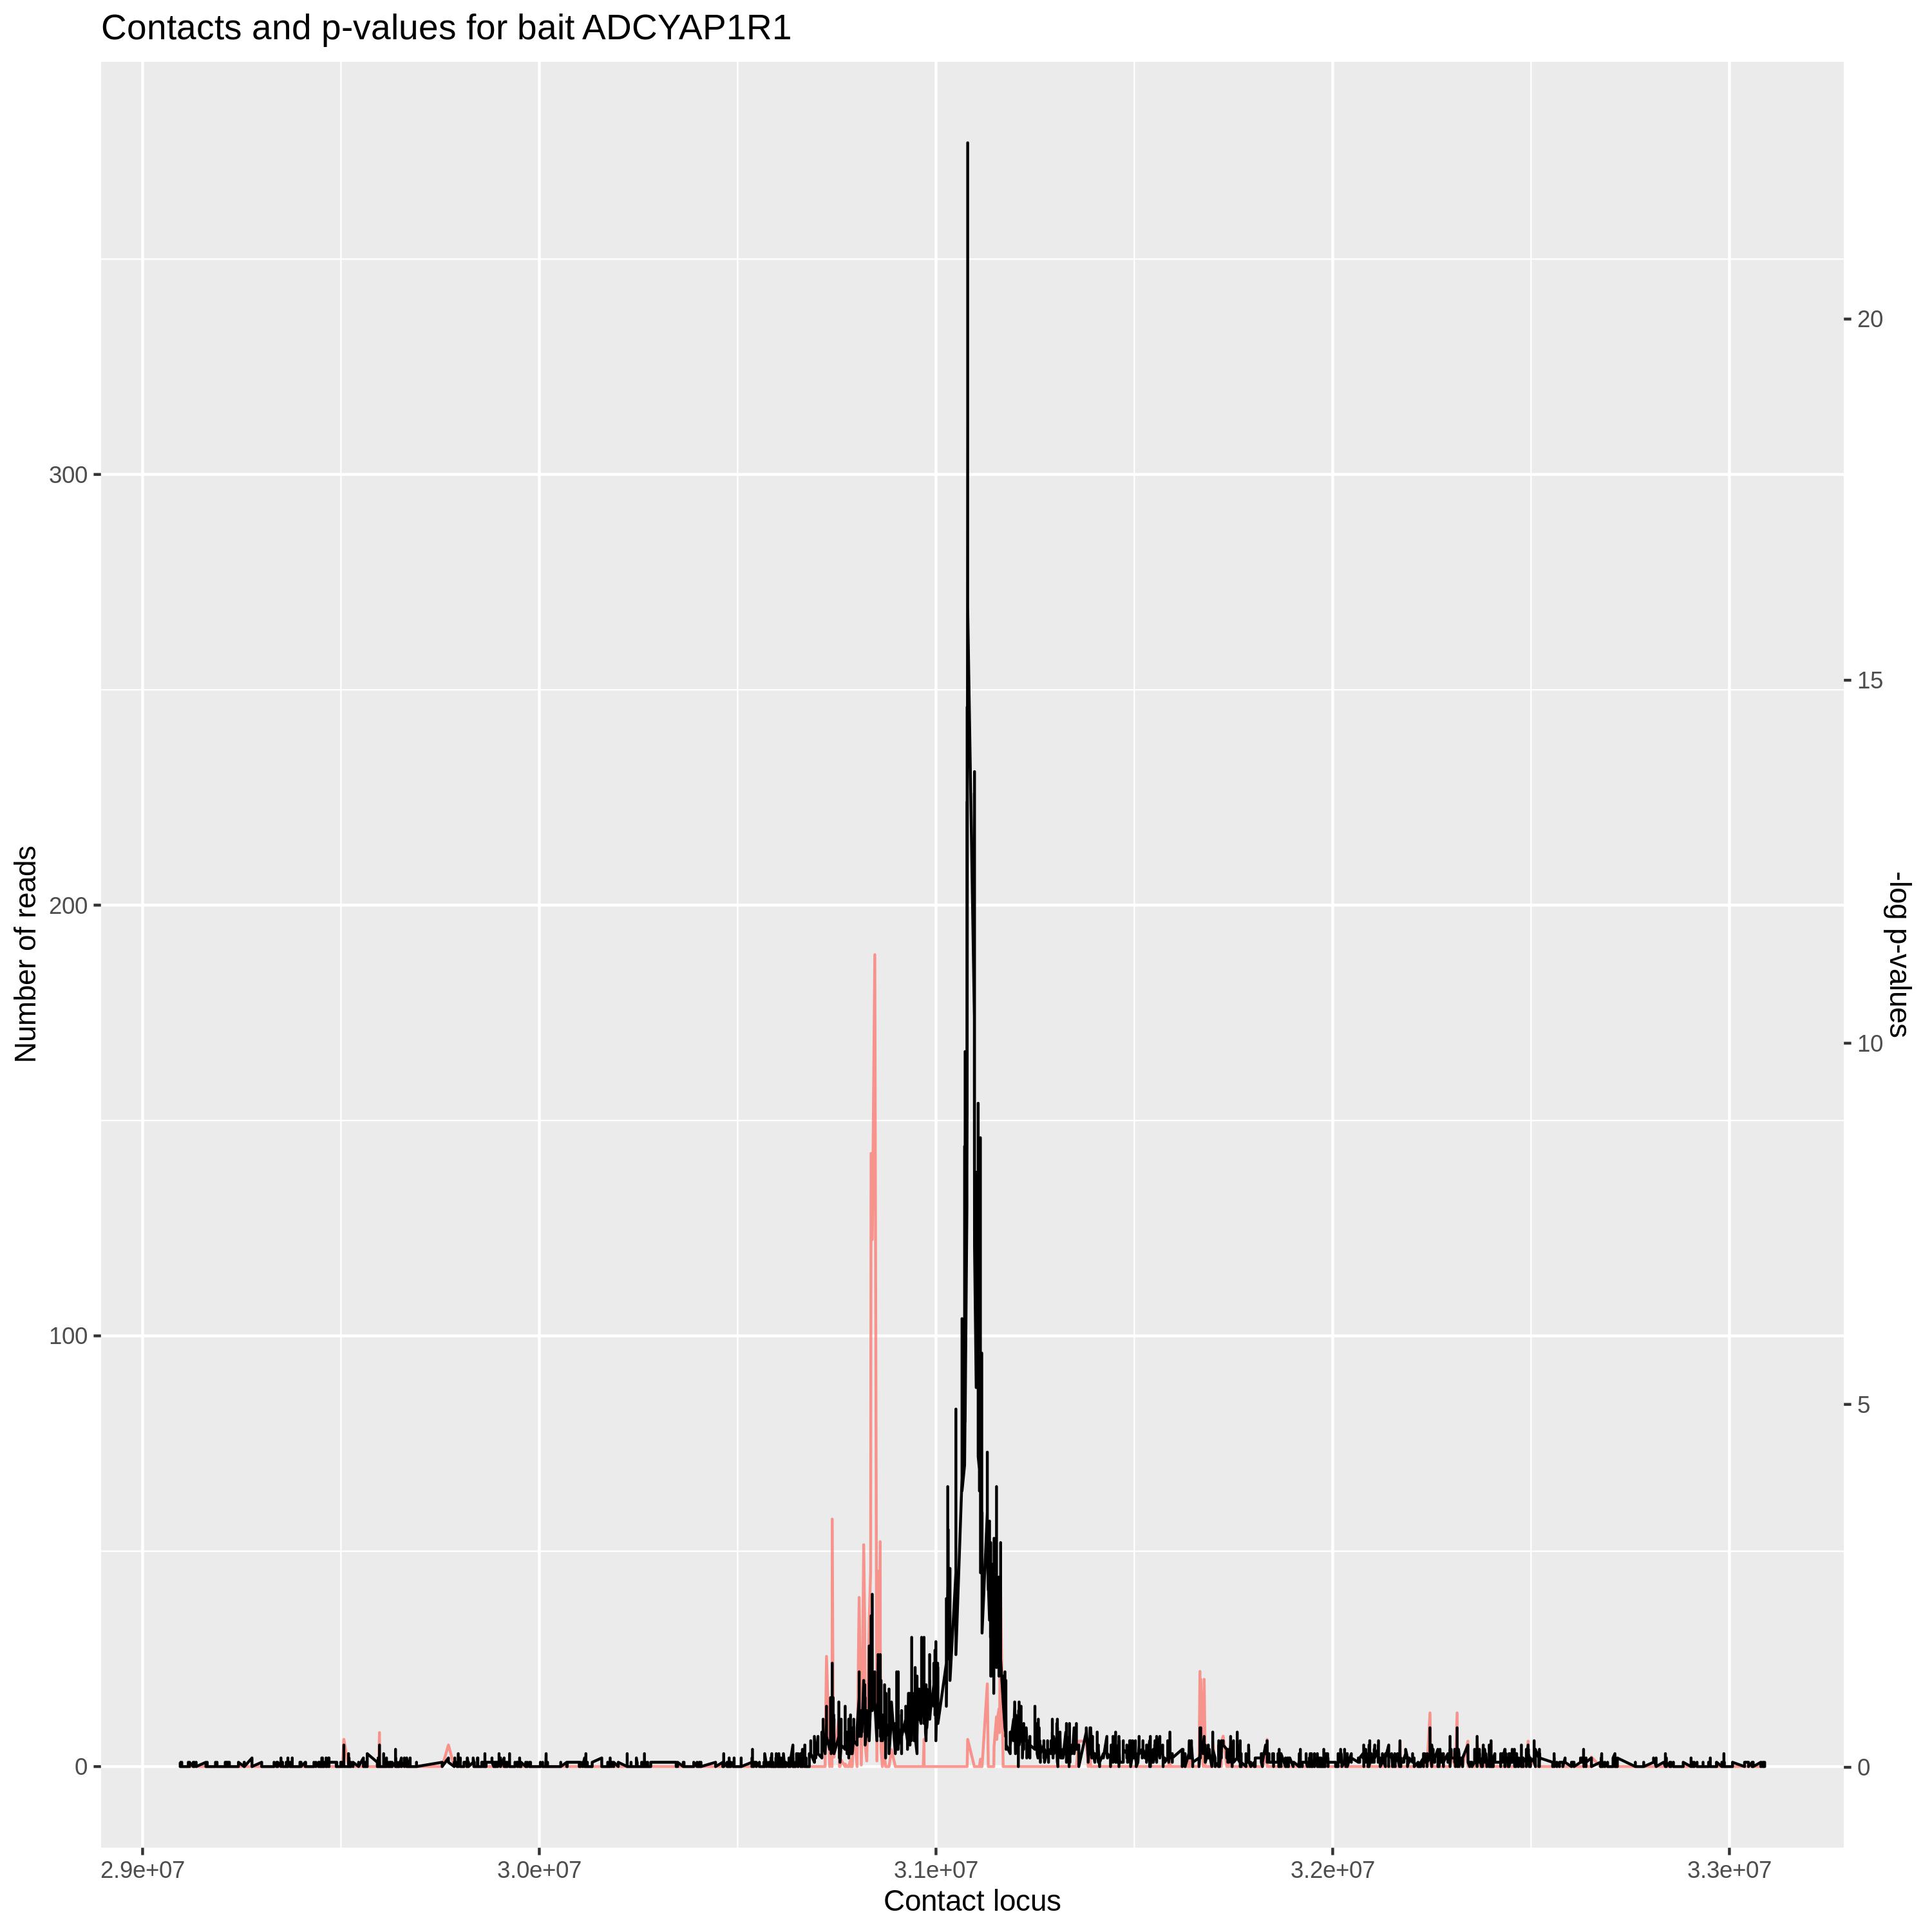 Contacts and p-values for bait ADCYAP1R1
Number of reads
300
200
100
0
20
15
10
5
0
-log p-values
2.9e+07
3.0e+07
3.1e+07
3.2e+07
3.3e+07
Contact locus